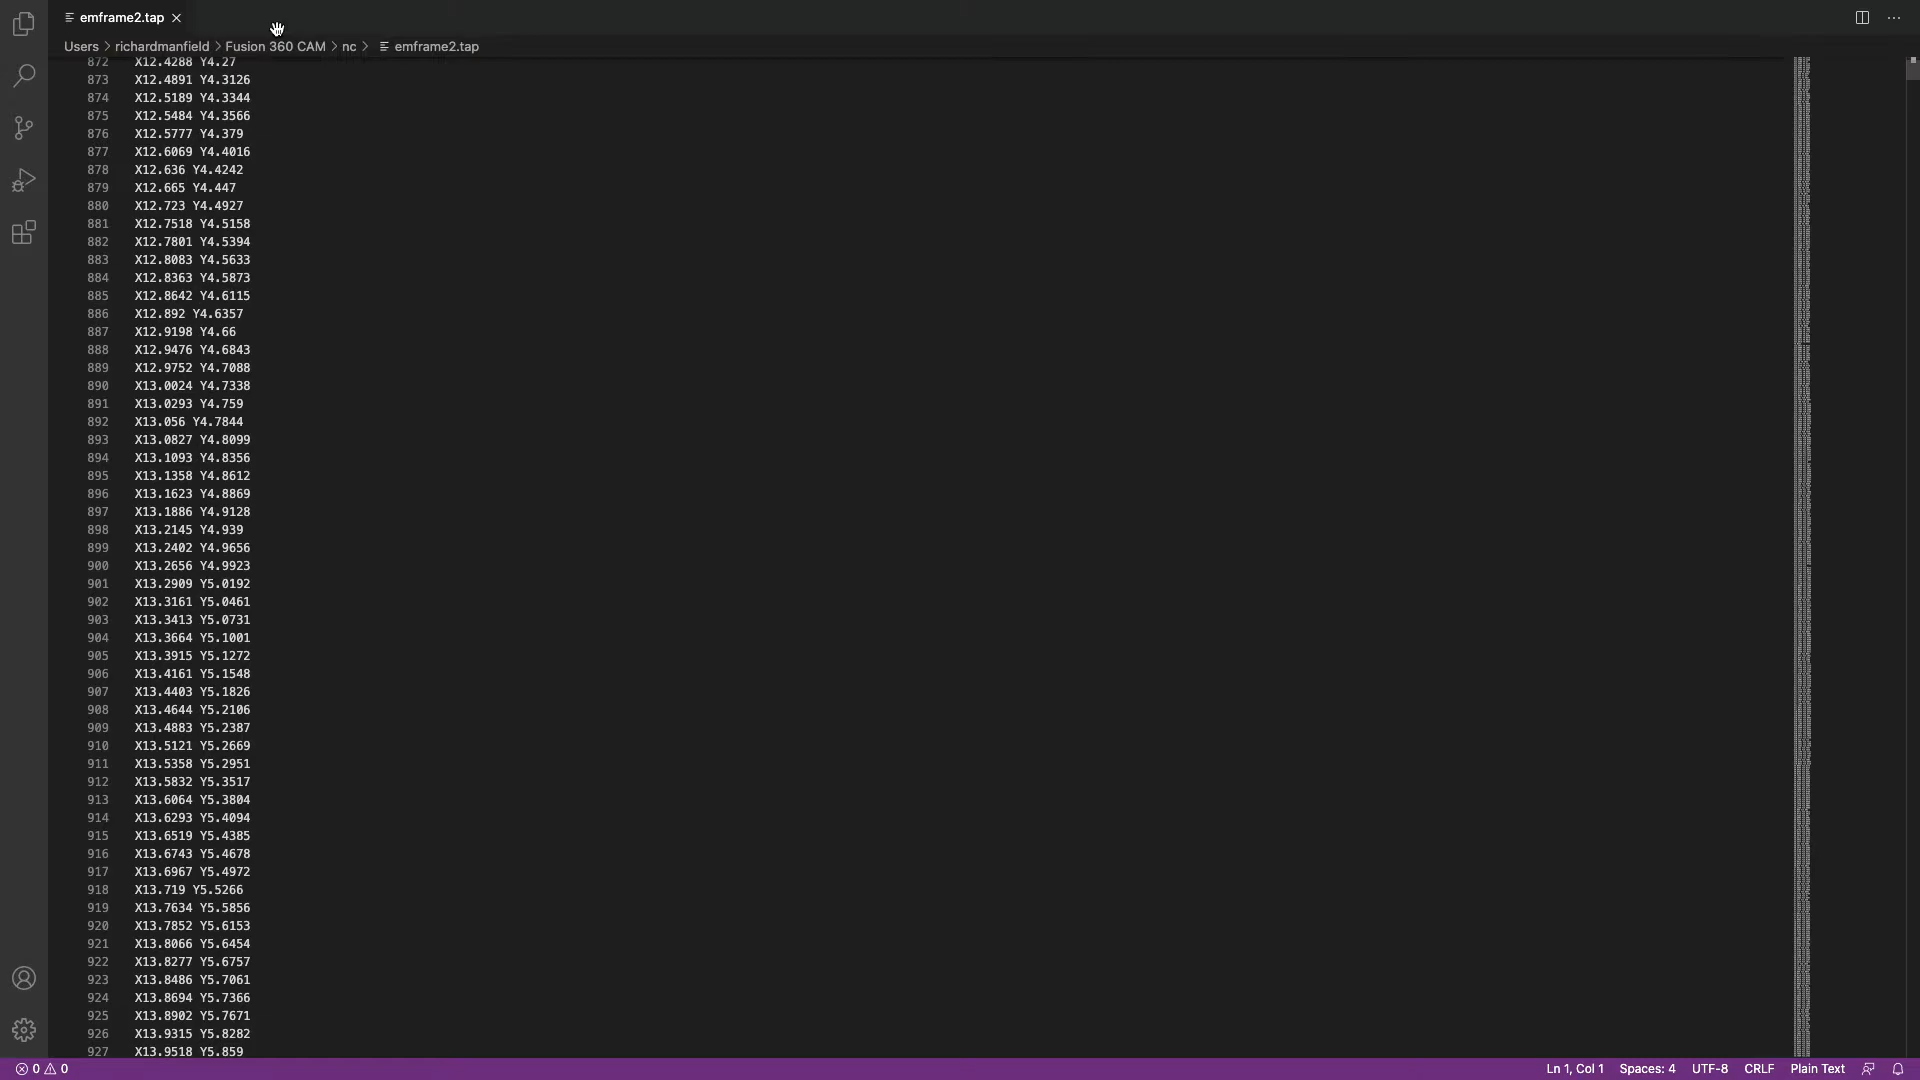 emframe2.tap
Users > richardmanfield > Fusion 360 CAM > nc > emframe2.tap
872 X12.4288 Y4.27
873 X12.4891 Y4.3126
874 X12.5189 Y4.3344
875 X12.5484 Y4.3566
876 X12.5777 Y4.379
877 X12.6069 Y4.4016
878 X12.636 Y4.4242
879 X12.665 Y4.447
880 X12.723 Y4.4927
881 X12.7518 Y4.5158
882 X12.7801 Y4.5394
883 X12.8083 Y4.5633
884 X12.8363 Y4.5873
885 X12.8642 Y4.6115
886 X12.892 Y4.6357
887 X12.9198 Y4.66
888 X12.9476 Y4.6843
889 X12.9752 Y4.7088
890 X13.0024 Y4.7338
891 X13.0293 Y4.759
892 X13.056 Y4.7844
893 X13.0827 Y4.8099
894 X13.1093 Y4.8356
895 X13.1358 Y4.8612
896 X13.1623 Y4.8869
897 X13.1886 Y4.9128
898 X13.2145 Y4.939
899 X13.2402 Y4.9656
900 X13.2656 Y4.9923
901 X13.2909 Y5.0192
902 X13.3161 Y5.0461
903 X13.3413 Y5.0731
904 X13.3664 Y5.1001
905 X13.3915 Y5.1272
906 X13.4161 Y5.1548
907 X13.4403 Y5.1826
908 X13.4644 Y5.2106
909 X13.4883 Y5.2387
910 X13.5121 Y5.2669
911 X13.5358 Y5.2951
912 X13.5832 Y5.3517
913 X13.6064 Y5.3804
914 X13.6293 Y5.4094
915 X13.6519 Y5.4385
916 X13.6743 Y5.4678
917 X13.6967 Y5.4972
918 X13.719 Y5.5266
919 X13.7634 Y5.5856
920 X13.7852 Y5.6153
921 X13.8066 Y5.6454
922 X13.8277 Y5.6757
923 X13.8486 Y5.7061
924 X13.8694 Y5.7366
925 X13.8902 Y5.7671
926 X13.9315 Y5.8282
927 X13.9518 Y5.859
0 0 Ln 1, Col 1 Spaces: 4 UTF-8 CRLF Plain Text